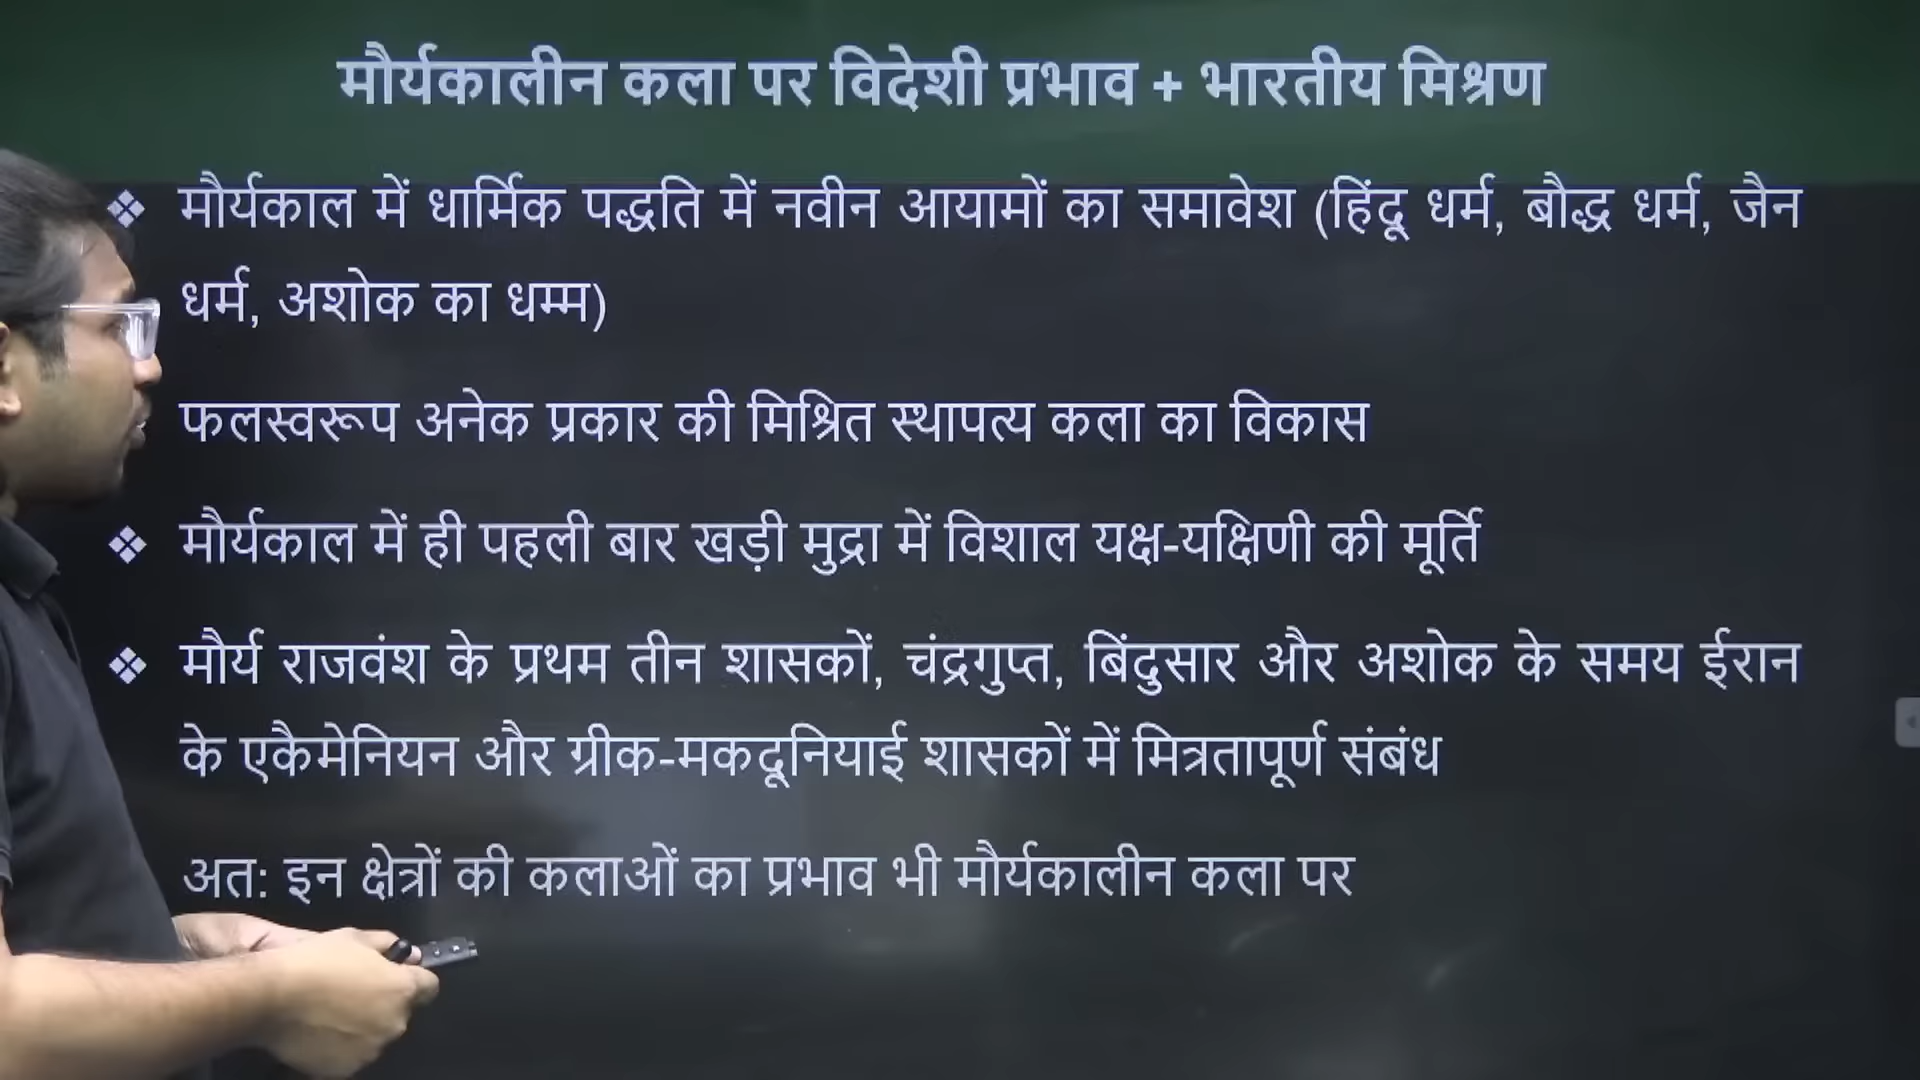 मौर्यकालीन कला पर विदेशी प्रभाव + भारतीय मिश्रण
❖ मौर्यकाल में धार्मिक पद्धति में नवीन आयामों का समावेश (हिंदू धर्म, बौद्ध धर्म, जैन
धर्म, अशोक का धम्म)
फलस्वरूप अनेक प्रकार की मिश्रित स्थापत्य कला का विकास
❖ मौर्यकाल में ही पहली बार खड़ी मुद्रा में विशाल यक्ष-यक्षिणी की मूर्ति
❖ मौर्य राजवंश के प्रथम तीन शासकों, चंद्रगुप्त, बिंदुसार और अशोक के समय ईरान
के एकैमेनियन और ग्रीक-मकदूनियाई शासकों में मित्रतापूर्ण संबंध
अत: इन क्षेत्रों की कलाओं का प्रभाव भी मौर्यकालीन कला पर